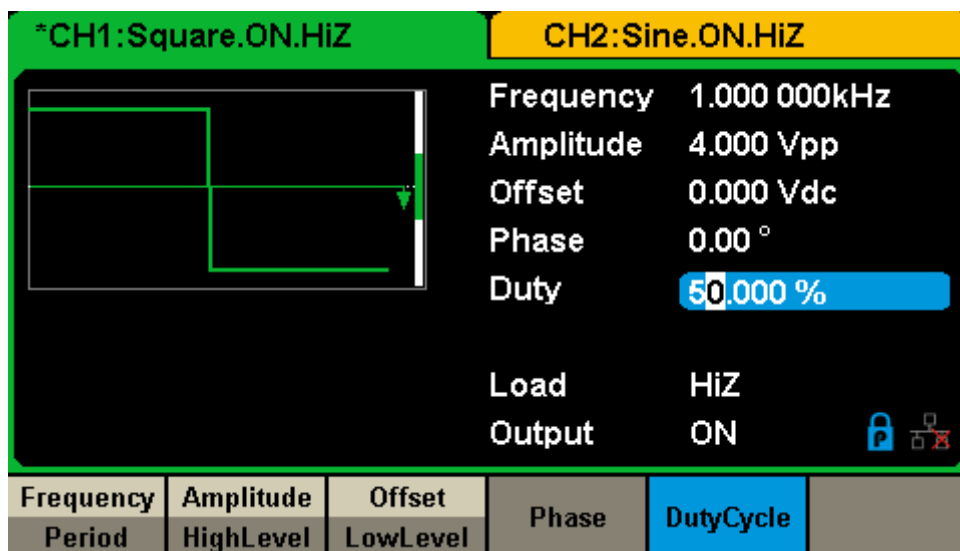 *CH1:Square.ON.HiZ CH2:Sine.ON.HiZ
Frequency 1.000 000kHz
Amplitude 4.000 Vpp
Offset 0.000 Vdc
Phase 0.00 °
Duty 50.000 %
Load HiZ
Output ON P
Frequency Amplitude Offset Phase DutyCycle
Period HighLevel LowLevel